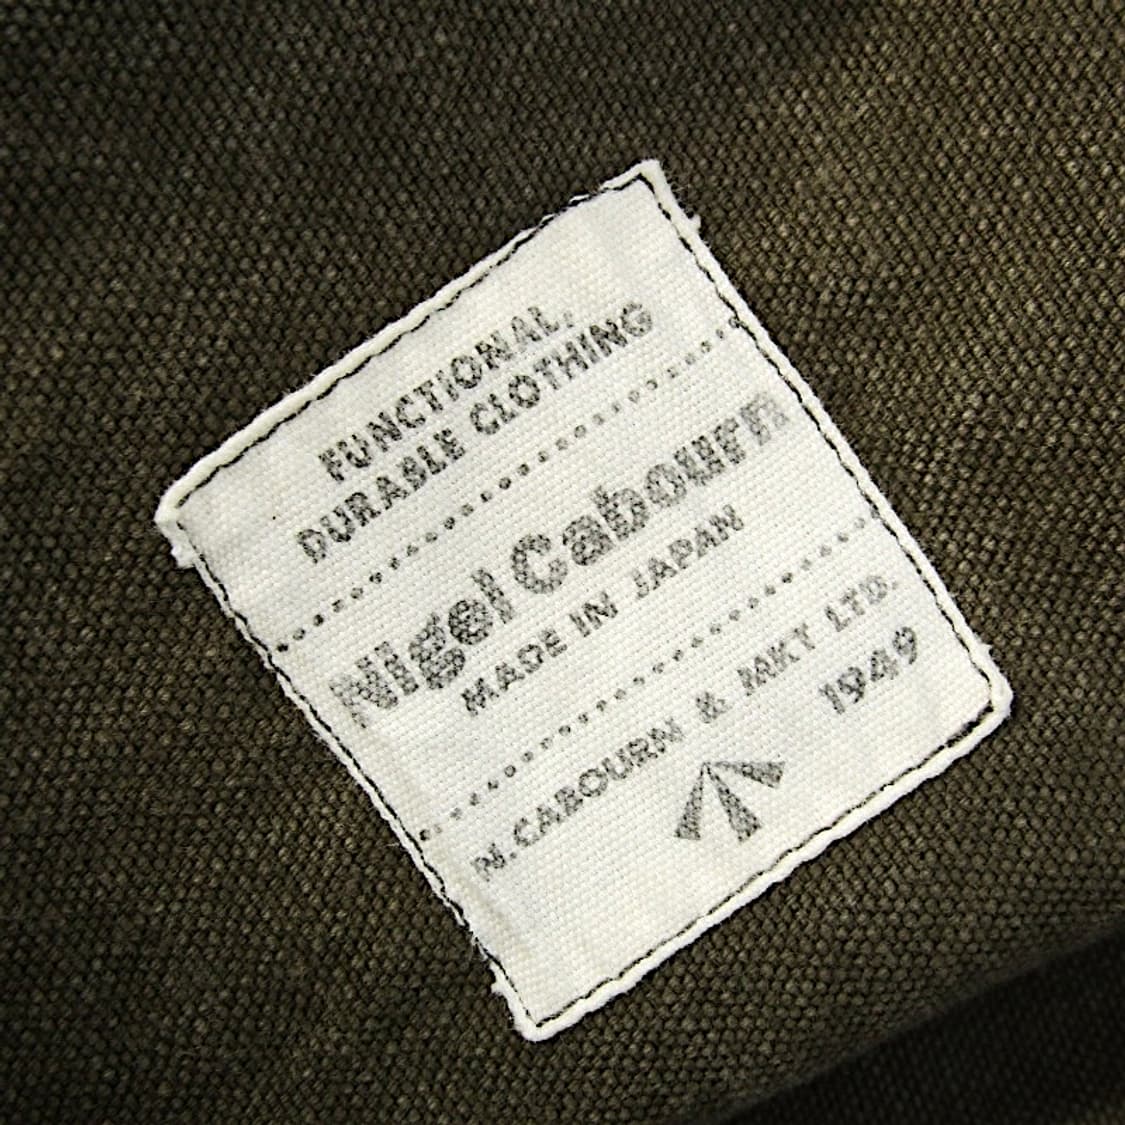 FUNCTIONAL,
DURABLE CLOTHING
Nigel Cabourn
MADE IN JAPAN
N.CABOURN & MKT LTD.
1949